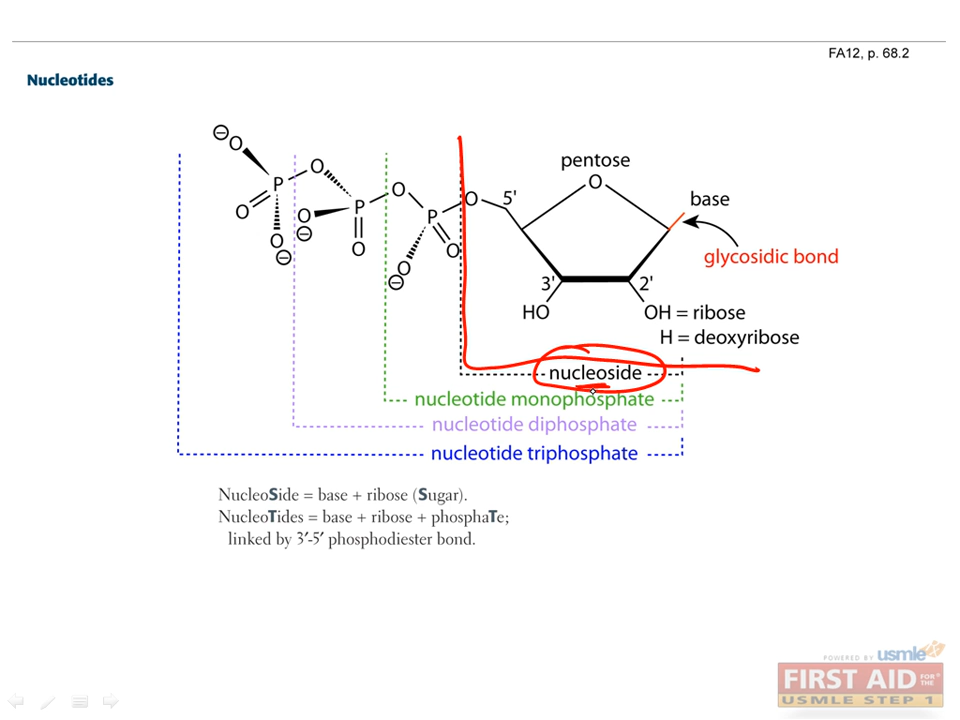 FA12, p. 68.2
Nucleotides
⊖
O
P
O
O
O
⊖
O
⊖
P
O
O
P
O
⊖
O
O
5'
pentose
O
base
glycosidic bond
3'
2'
HO
OH = ribose
H = deoxyribose
nucleoside
nucleotide monophosphate
nucleotide diphosphate
nucleotide triphosphate
NucleoSide = base + ribose (Sugar).
NucleoTides = base + ribose + phosphaTe;
linked by 3′-5′ phosphodiester bond.
POWERED BY usmle
FIRST AID FOR THE
USMLE STEP 1